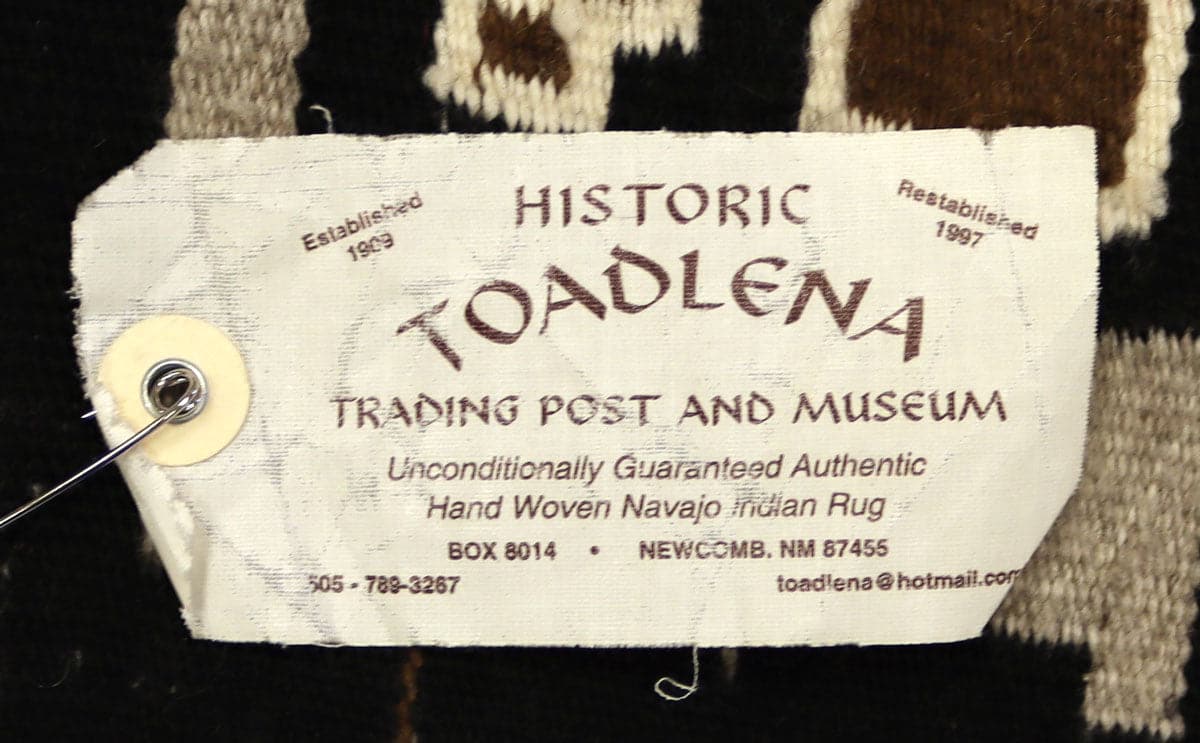 Established
1909
HISTORIC
Restablished
1997
TOADLENA
TRADING POST AND MUSEUM
Unconditionally Guaranteed Authentic
Hand Woven Navajo Indian Rug
BOX 8014 • NEWCOMB. NM 87455
505 - 789-3267
toadlena@hotmail.com